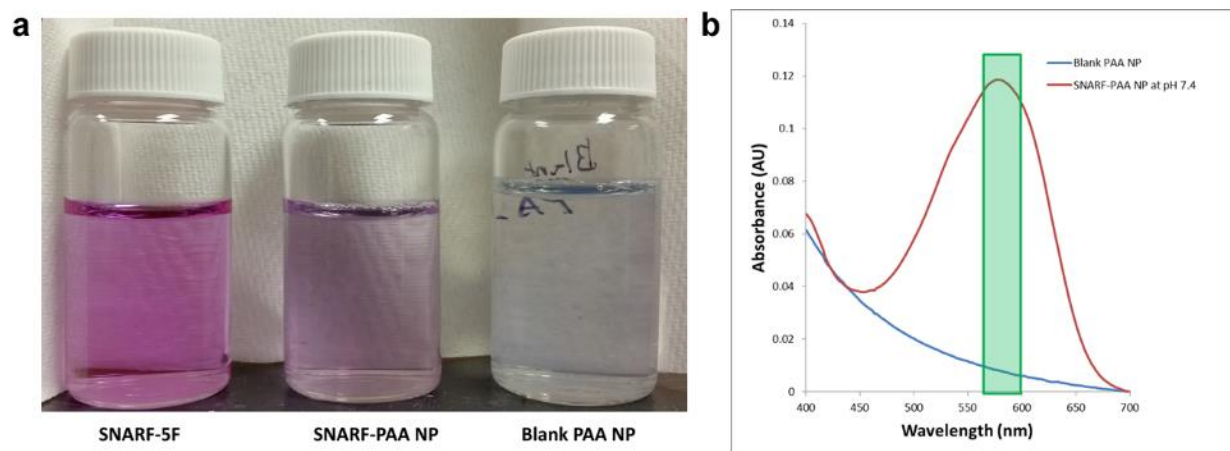 a
Blank
PA
SNARF-5F
SNARF-PAA NP
Blank PAA NP
b
Blank PAA NP
SNARF-PAA NP at pH 7.4
0.14
0.12
0.1
0.08
0.06
0.04
0.02
0
Absorbance (AU)
400
450
500
550
600
650
700
Wavelength (nm)